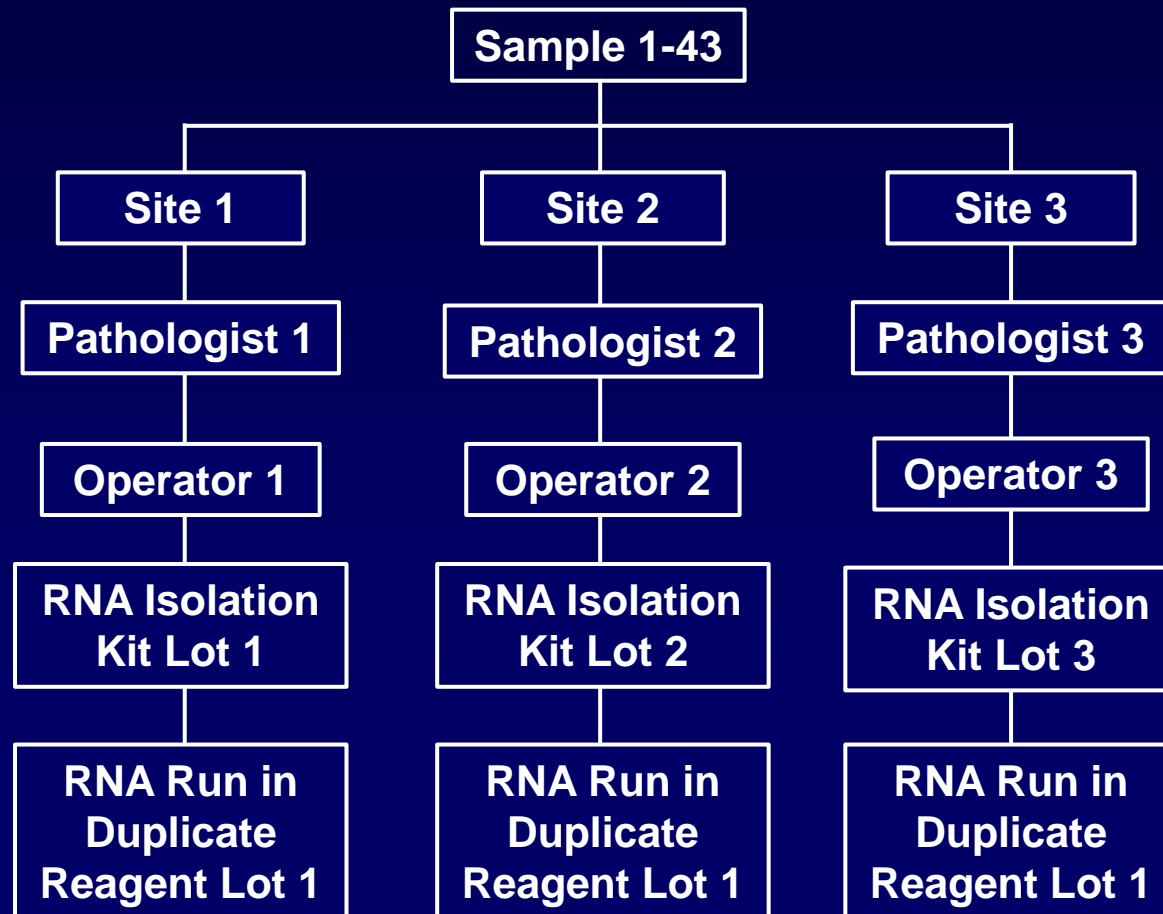 Sample 1-43
Site 1
Site 2
Site 3
Pathologist 1
Pathologist 2
Pathologist 3
Operator 1
Operator 2
Operator 3
RNA Isolation
Kit Lot 1
RNA Isolation
Kit Lot 2
RNA Isolation
Kit Lot 3
RNA Run in
Duplicate
Reagent Lot 1
RNA Run in
Duplicate
Reagent Lot 1
RNA Run in
Duplicate
Reagent Lot 1